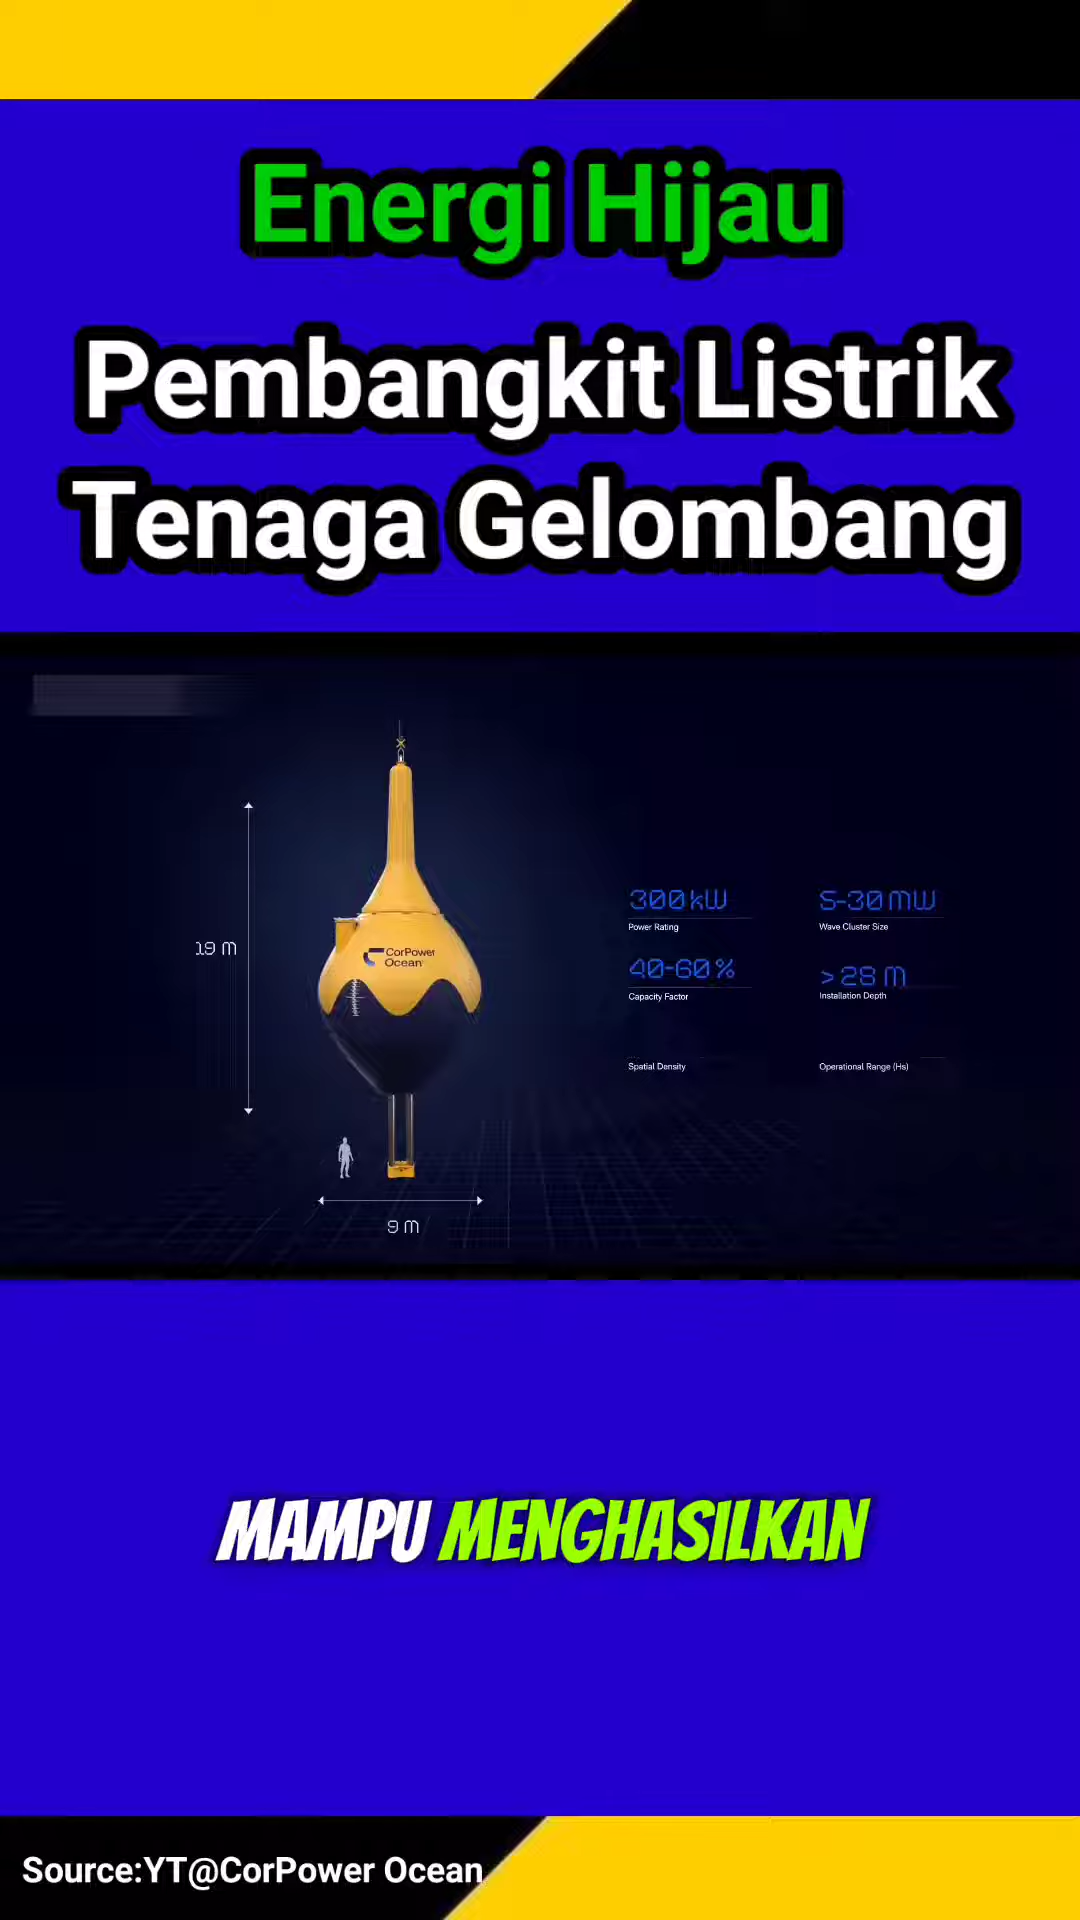 Energi Hijau
Pembangkit Listrik
Tenaga Gelombang
19 M
CorPower
Ocean
9 M
300 kW
Power Rating
5-30 MW
Wave Cluster Size
40-60 %
Capacity Factor
> 28 M
Installation Depth
Spatial Density
Operational Range (Hs)
MAMPU MENGHASILKAN
Source:YT@CorPower Ocean